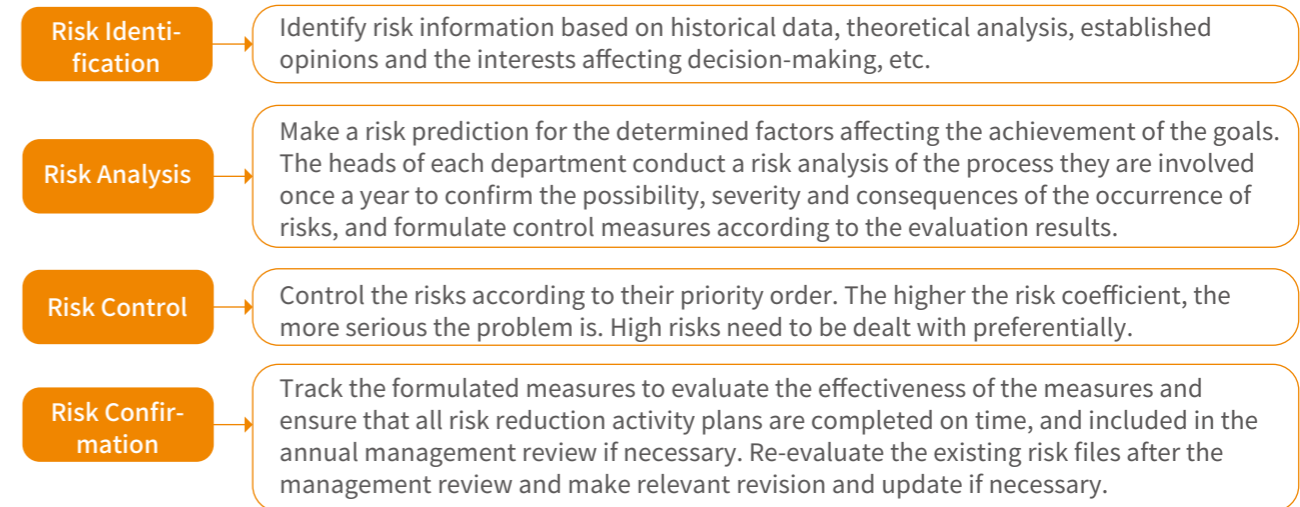 Risk Identi-
fication
Identify risk information based on historical data, theoretical analysis, established
opinions and the interests affecting decision-making, etc.
Risk Analysis
Make a risk prediction for the determined factors affecting the achievement of the goals.
The heads of each department conduct a risk analysis of the process they are involved
once a year to confirm the possibility, severity and consequences of the occurrence of
risks, and formulate control measures according to the evaluation results.
Risk Control
Control the risks according to their priority order. The higher the risk coefficient, the
more serious the problem is. High risks need to be dealt with preferentially.
Risk Confir-
mation
Track the formulated measures to evaluate the effectiveness of the measures and
ensure that all risk reduction activity plans are completed on time, and included in the
annual management review if necessary. Re-evaluate the existing risk files after the
management review and make relevant revision and update if necessary.